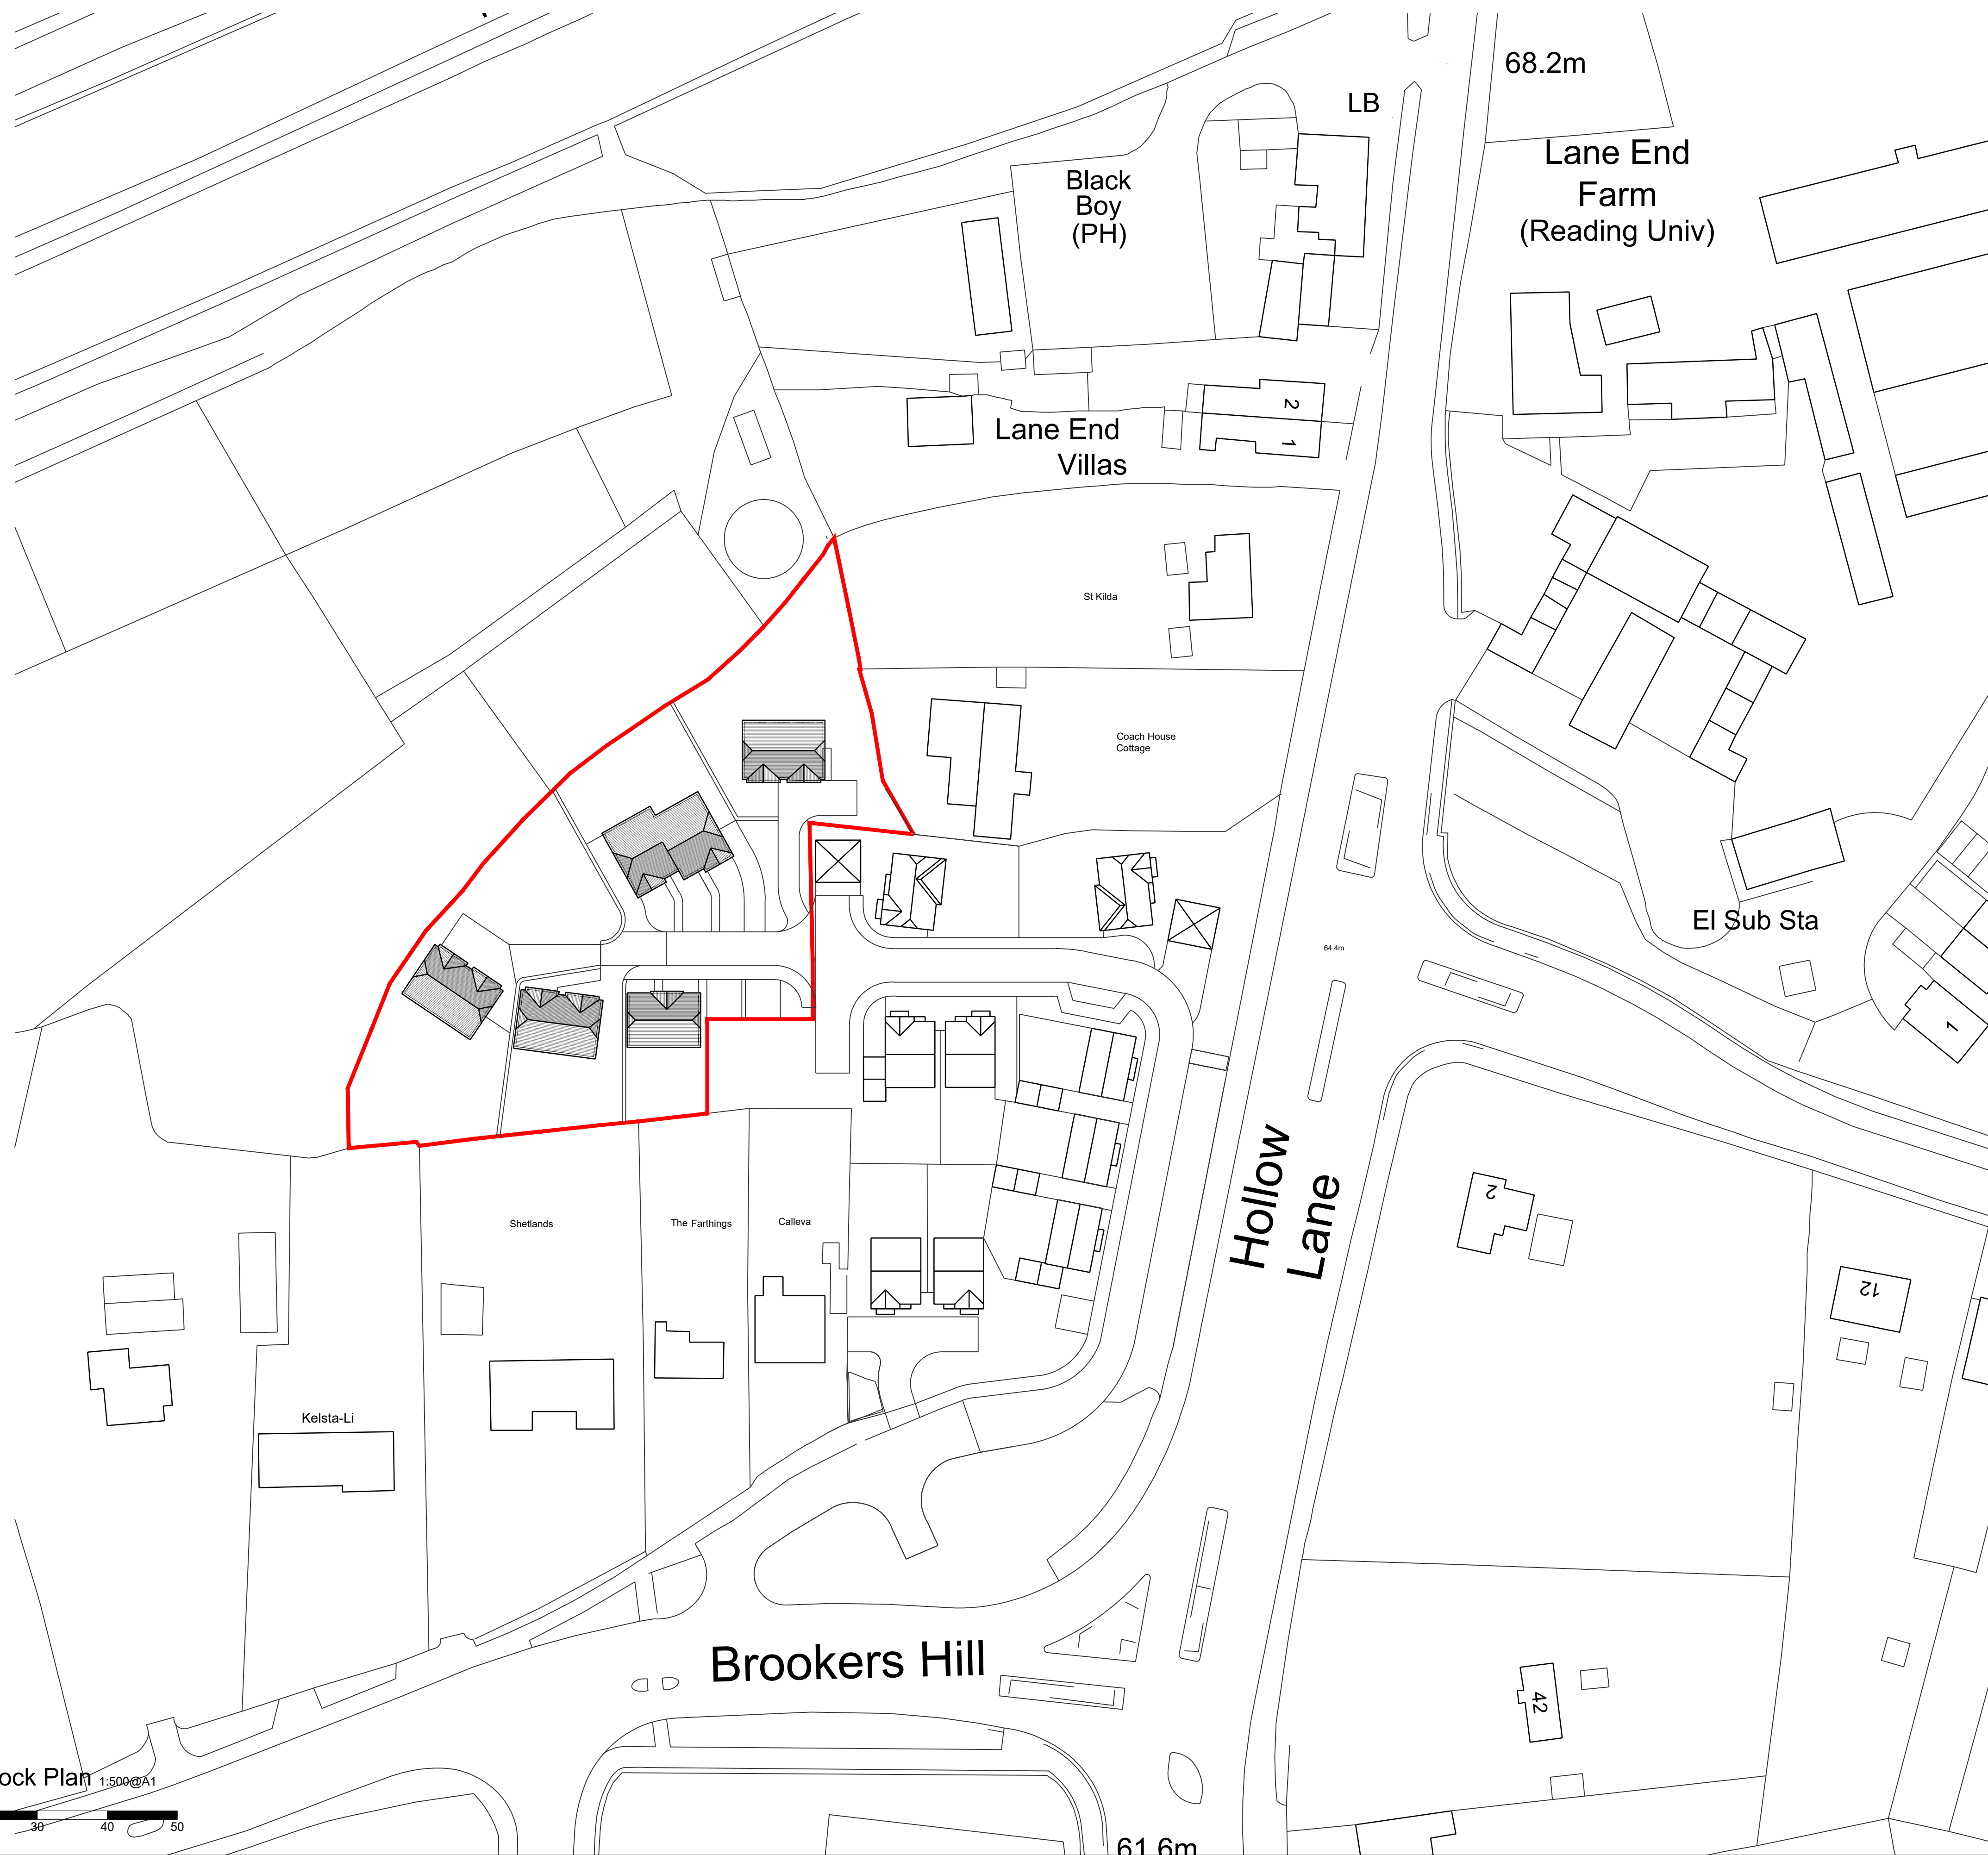 68.2m
LB
Lane End
Farm
(Reading Univ)
Black
Boy
(PH)
2
1
Lane End
Villas
St Kilda
Coach House
Cottage
El Sub Sta
64.4m
1
Hollow
Lane
2
Shetlands
The Farthings
Calleva
12
Kelsta-Li
Brookers Hill
42
ock Plan 1:500@A1
30 40 50
61.6m